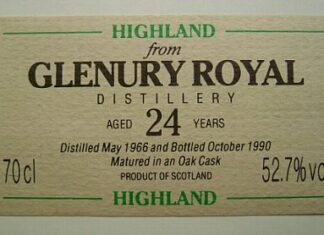 HIGHLAND
from
GLENURY ROYAL
DISTILLERY
AGED 24 YEARS
Distilled May 1966 and Bottled October 1990
Matured in an Oak Cask
70cl PRODUCT OF SCOTLAND 52.7%
HIGHLAND